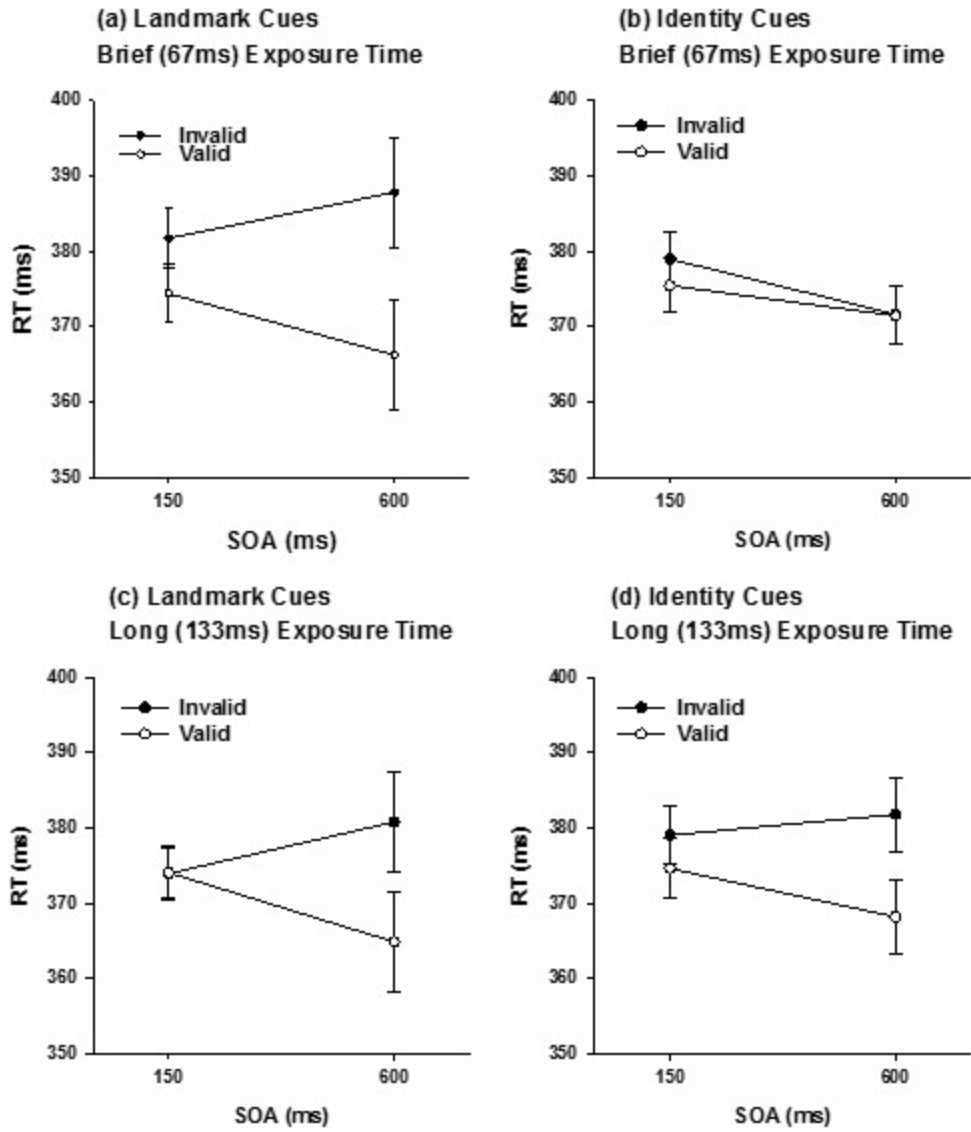 (a) Landmark Cues
Brief (67ms) Exposure Time
400
390
380
370
360
350
RT (ms)
Invalid
Valid
150
600
SOA (ms)
(b) Identity Cues
Brief (67ms) Exposure Time
400
390
380
370
360
350
RT (ms)
Invalid
Valid
150
600
SOA (ms)
(c) Landmark Cues
Long (133ms) Exposure Time
400
390
380
370
360
350
RT (ms)
Invalid
Valid
150
600
SOA (ms)
(d) Identity Cues
Long (133ms) Exposure Time
400
390
380
370
360
350
RT (ms)
Invalid
Valid
150
600
SOA (ms)